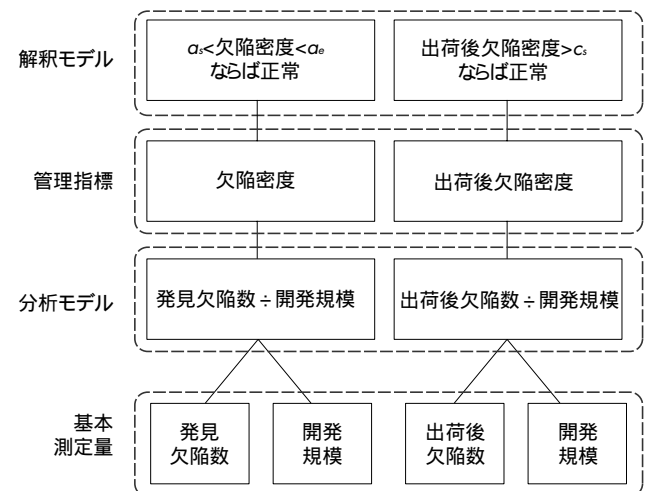 解釈モデル
as<欠陥密度<ae
ならば正常
出荷後欠陥密度>cs
ならば正常
管理指標
欠陥密度
出荷後欠陥密度
分析モデル
発見欠陥数÷開発規模
出荷後欠陥数÷開発規模
基本
測定量
発見
欠陥数
開発
規模
出荷後
欠陥数
開発
規模